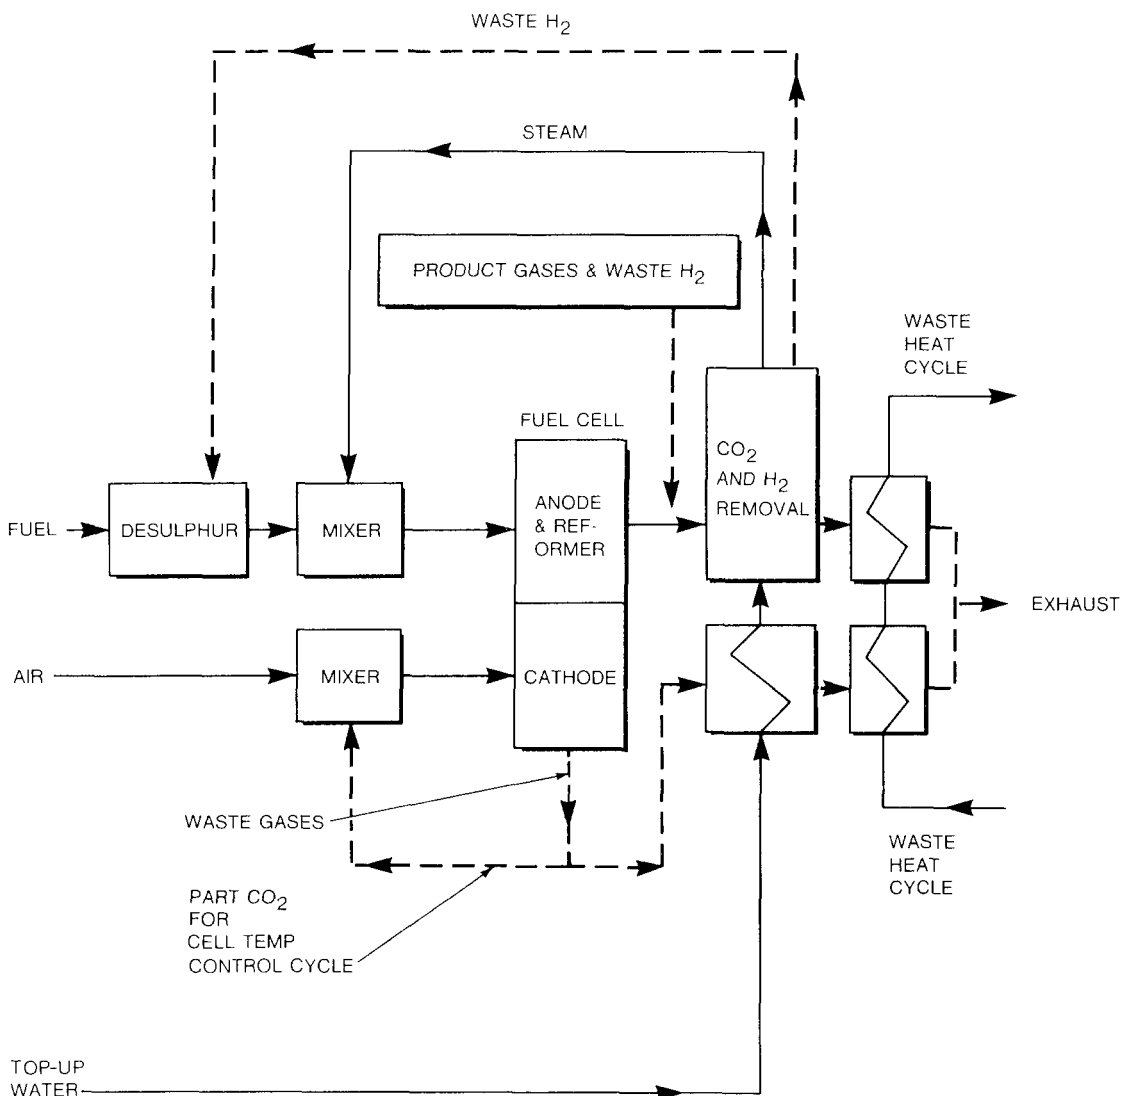 WASTE H2
STEAM
PRODUCT GASES & WASTE H2
WASTE
HEAT
CYCLE
FUEL CELL
CO2
AND H2
REMOVAL
FUEL
DESULPHUR
MIXER
ANODE
& REF-
ORMER
EXHAUST
AIR
MIXER
CATHODE
WASTE GASES
WASTE
HEAT
CYCLE
PART CO2
FOR
CELL TEMP
CONTROL CYCLE
TOP-UP
WATER